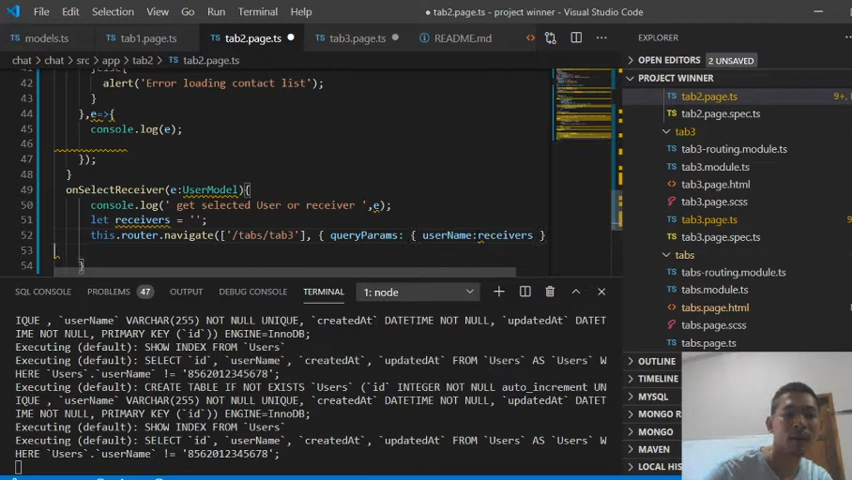 File Edit Selection View Go Run Terminal Help
● tab2.page.ts - project winner - Visual Studio Code
TS models.ts
TS tab1.page.ts
TS tab2.page.ts ●
TS tab3.page.ts ●
ⓘ README.md
EXPLORER
chat > chat > src > app > tab2 > TS tab2.page.ts
OPEN EDITORS 2 UNSAVED
PROJECT WINNER
42 alert('Error loading contact list');
43 }
44 },e=>{
45 console.log(e);
46
47 });
48 }
49 onSelectReceiver(e:UserModel){
50 console.log(' get selected User or receiver ',e);
51 let receivers = '';
52 this.router.navigate(['/tabs/tab3'], { queryParams: { userName:receivers }
53
54 }
TS tab2.page.ts 9+,
TS tab2.page.spec.ts
tab3
TS tab3-routing.module.ts
TS tab3.module.ts
tab3.page.html
tab3.page.scss
TS tab3.page.ts
TS tab3.page.spec.ts
tabs
TS tabs-routing.module.ts
TS tabs.module.ts
tabs.page.html
tabs.page.scss
TS tabs.page.ts
OUTLINE
TIMELINE
MYSQL
MONGO R
MONGO
MAVEN
LOCAL HIS
SQL CONSOLE PROBLEMS 47 OUTPUT DEBUG CONSOLE TERMINAL 1: node
IQUE , `userName` VARCHAR(255) NOT NULL UNIQUE, `createdAt` DATETIME NOT NULL, `updatedAt` DATET
IME NOT NULL, PRIMARY KEY (`id`)) ENGINE=InnoDB;
Executing (default): SHOW INDEX FROM `Users`
Executing (default): SELECT `id`, `userName`, `createdAt`, `updatedAt` FROM `Users` AS `Users` W
HERE `Users`.`userName` != '8562012345678';
Executing (default): CREATE TABLE IF NOT EXISTS `Users` (`id` INTEGER NOT NULL auto_increment UN
IQUE, `userName` VARCHAR(255) NOT NULL UNIQUE, `createdAt` DATETIME NOT NULL, `updatedAt` DATET
IME NOT NULL, PRIMARY KEY (`id`)) ENGINE=InnoDB;
Executing (default): SHOW INDEX FROM `Users`
Executing (default): SELECT `id`, `userName`, `createdAt`, `updatedAt` FROM `Users` AS `Users` W
HERE `Users`.`userName` != '8562012345678';